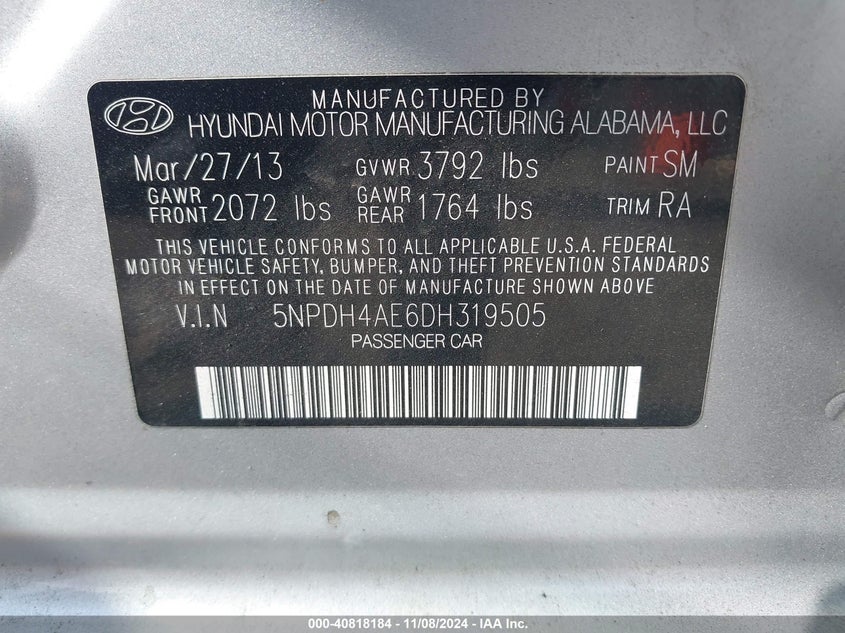 MANUFACTURED BY
HYUNDAI MOTOR MANUFACTURING ALABAMA, LLC
Mar/27/13 GVWR 3792 lbs PAINT SM
GAWR FRONT 2072 lbs GAWR REAR 1764 lbs TRIM RA
THIS VEHICLE CONFORMS TO ALL APPLICABLE U.S.A. FEDERAL
MOTOR VEHICLE SAFETY, BUMPER, AND THEFT PREVENTION STANDARDS
IN EFFECT ON THE DATE OF MANUFACTURE SHOWN ABOVE
V.I.N 5NPDH4AE6DH319505
PASSENGER CAR
000-40818184 - 11/08/2024 - IAA Inc.